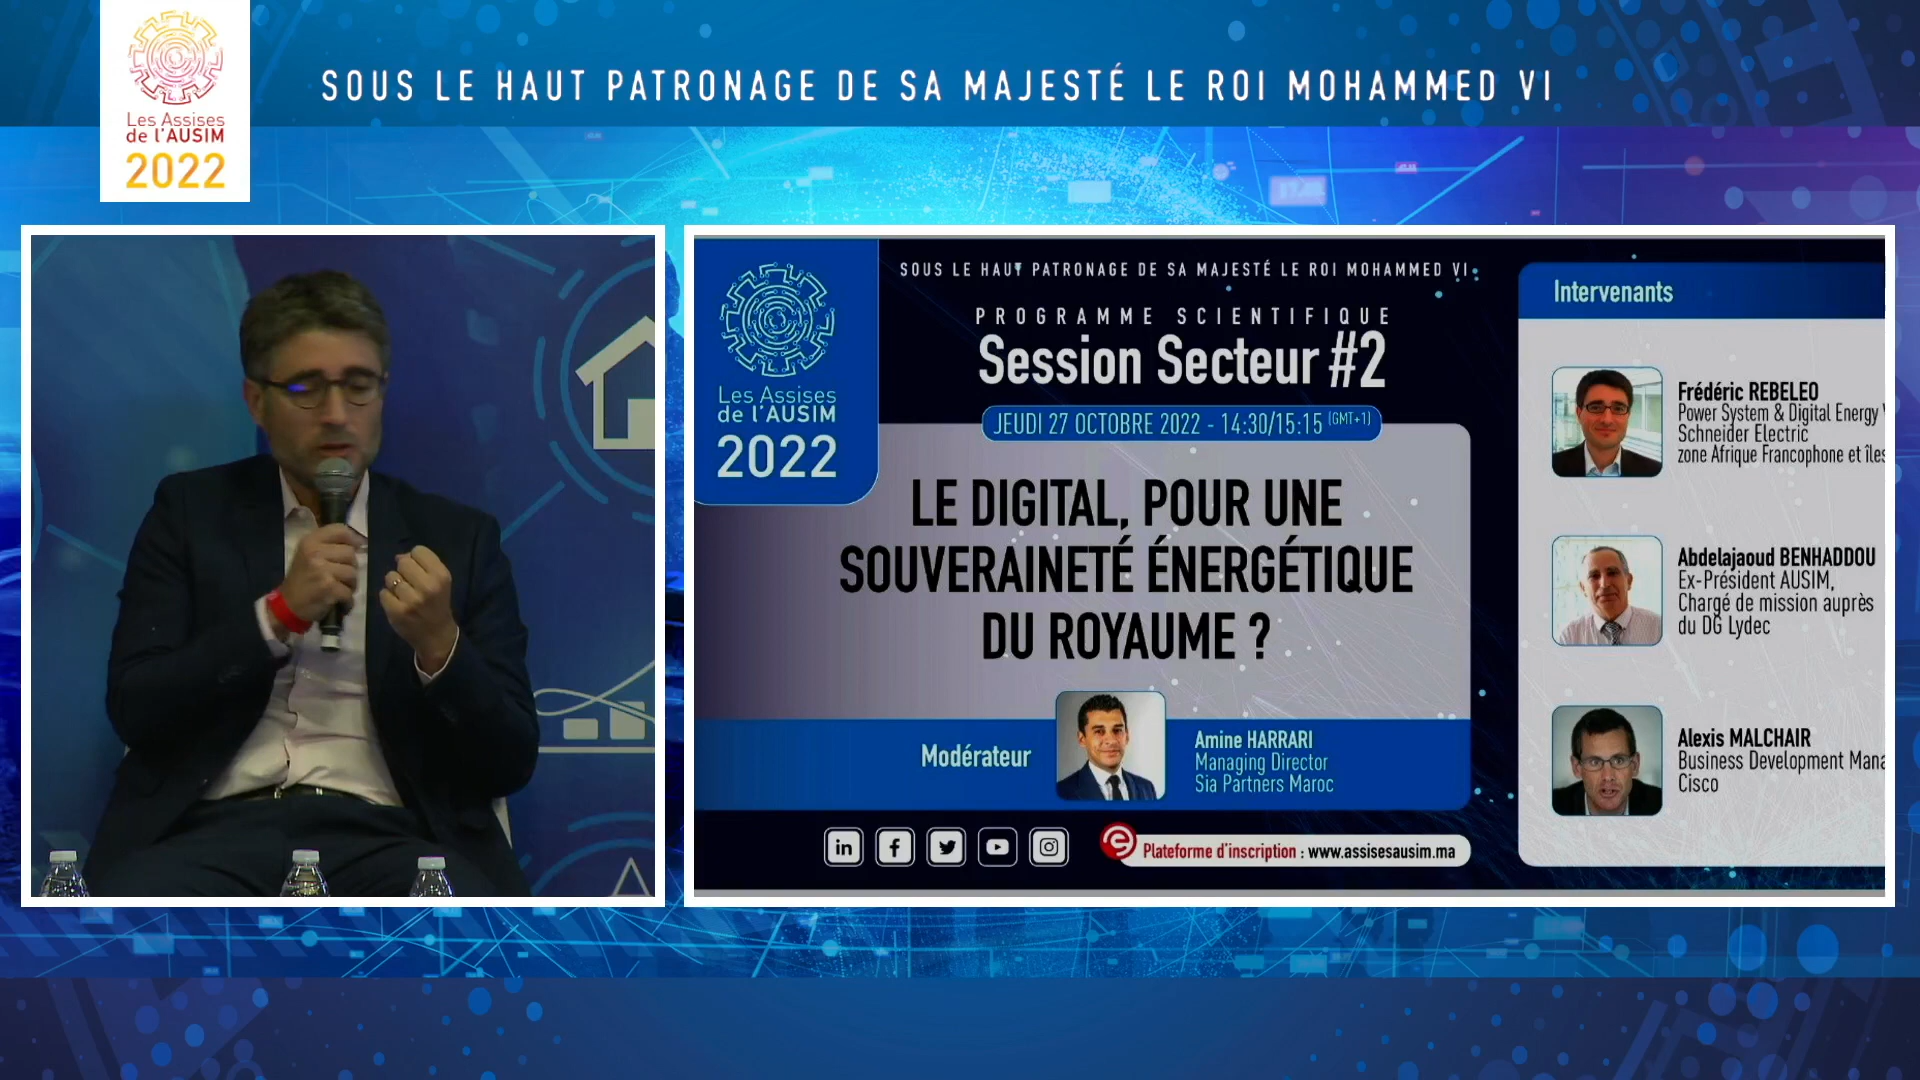 Les Assises
de l'AUSIM
2022
SOUS LE HAUT PATRONAGE DE SA MAJESTÉ LE ROI MOHAMMED VI
Les Assises
de l'AUSIM
2022
SOUS LE HAUT PATRONAGE DE SA MAJESTÉ LE ROI MOHAMMED VI
PROGRAMME SCIENTIFIQUE
Session Secteur #2
JEUDI 27 OCTOBRE 2022 - 14:30/15:15 (GMT+1)
LE DIGITAL, POUR UNE
SOUVERAINETÉ ÉNERGÉTIQUE
DU ROYAUME ?
Modérateur
Amine HARRARI
Managing Director
Sia Partners Maroc
in
Plateforme d'inscription : www.assisesausim.ma
Intervenants
Frédéric REBELEO
Power System & Digital Energy
Schneider Electric
zone Afrique Francophone et îles
Abdelajaoud BENHADDOU
Ex-Président AUSIM,
Chargé de mission auprès
du DG Lydec
Alexis MALCHAIR
Business Development Mana
Cisco